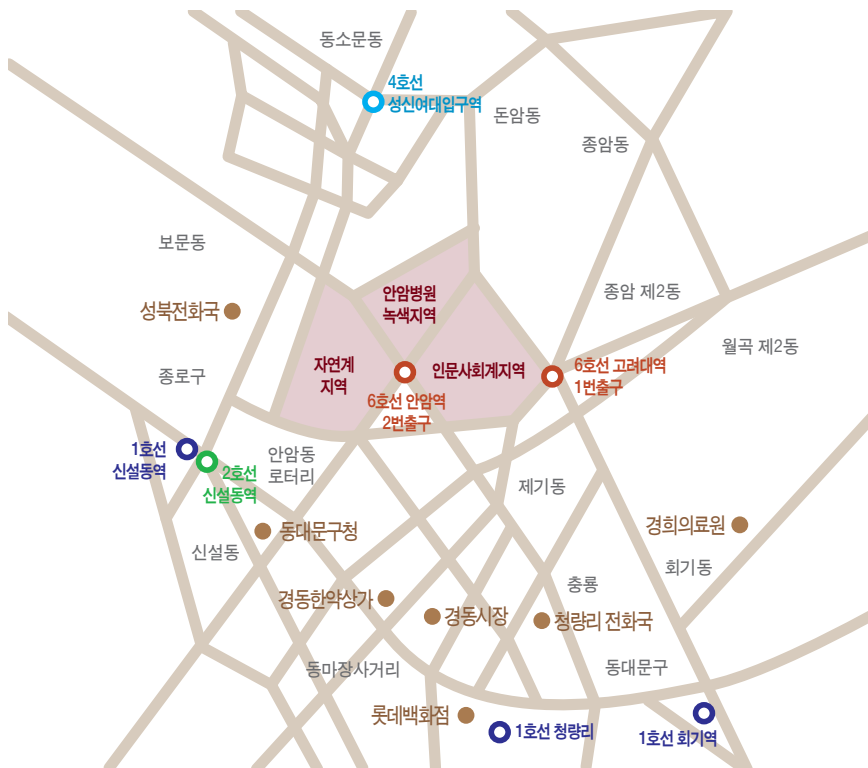 동소문동
4호선
성신여대입구역
돈암동
종암동
보문동
안암병원
녹색지역
종암 제2동
성북전화국
월곡 제2동
자연계
지역
인문사회계지역
6호선 고려대역
1번출구
종로구
6호선 안암역
2번출구
1호선
신설동역
2호선
신설동역
안암동
로터리
제기동
동대문구청
경희의료원
신설동
회기동
경동한약상가
충룡
경동시장
청량리 전화국
동마장사거리
동대문구
롯데백화점
1호선 청량리
1호선 회기역